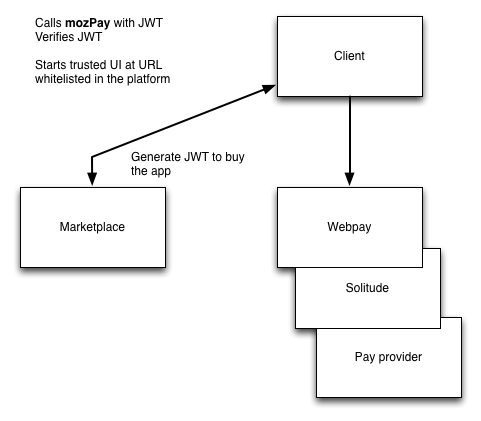 Calls mozPay with JWT
Verifies JWT
Starts trusted UI at URL
whitelisted in the platform
Client
Generate JWT to buy
the app
Marketplace
Webpay
Solitude
Pay provider